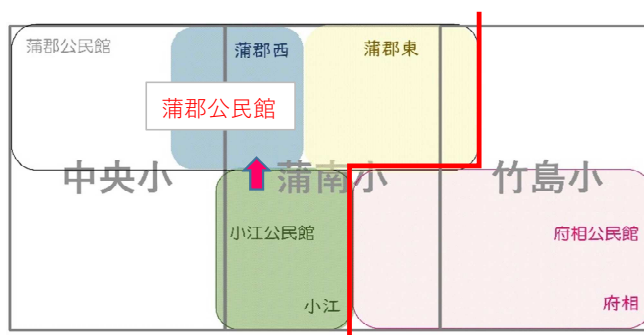 蒲郡公民館
蒲郡西
蒲郡東
蒲郡公民館
中央小
蒲南小
竹島小
小江公民館
府相公民館
小江
府相